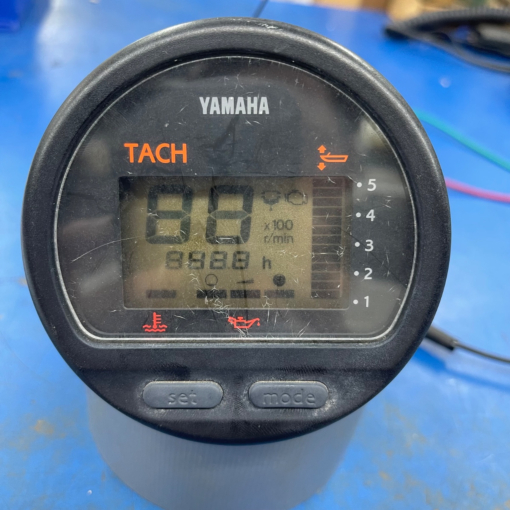 YAMAHA
TACH
88
x100
r/min
8888 h
5
4
3
2
1
set
mode